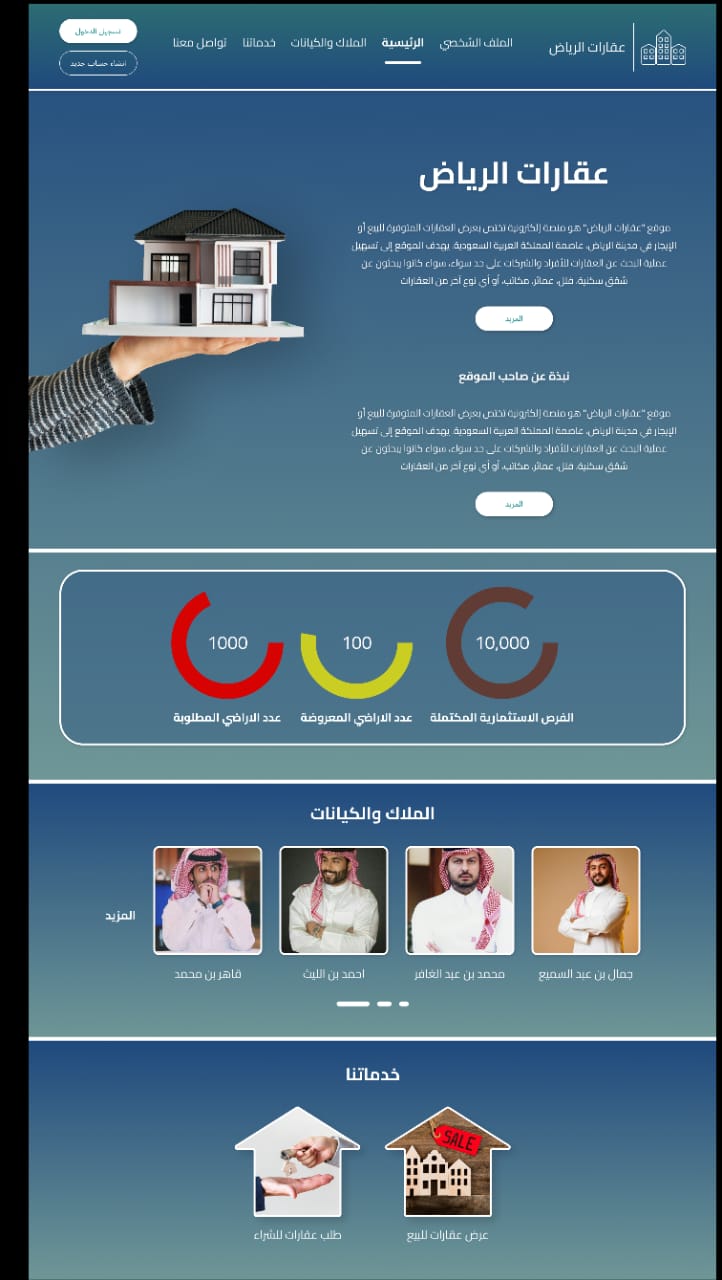 عقارات الرياض
الملف الشخصي
الرئيسية
الملاك والكيانات
خدماتنا
تواصل معنا
تسجيل الدخول
انشاء حساب جديد
عقارات الرياض
موقع "عقارات الرياض" هو منصة إلكترونية تختص بعرض العقارات المتوفرة للبيع أو
الإيجار في مدينة الرياض، عاصمة المملكة العربية السعودية. يهدف الموقع إلى تسهيل
عملية البحث عن العقارات للأفراد والشركات على حد سواء، سواء كانوا يبحثون عن
شقق سكنية، فلل، عمائر، مكاتب، أو أي نوع آخر من العقارات
المزيد
نبذة عن صاحب الموقع
موقع "عقارات الرياض" هو منصة إلكترونية تختص بعرض العقارات المتوفرة للبيع أو
الإيجار في مدينة الرياض، عاصمة المملكة العربية السعودية. يهدف الموقع إلى تسهيل
عملية البحث عن العقارات للأفراد والشركات على حد سواء، سواء كانوا يبحثون عن
شقق سكنية، فلل، عمائر، مكاتب، أو أي نوع آخر من العقارات
المزيد
10,000
الفرص الاستثمارية المكتملة
100
عدد الاراضي المعروضة
1000
عدد الاراضي المطلوبة
الملاك والكيانات
جمال بن عبد السميع
محمد بن عبد الغافر
احمد بن الليث
قاهر بن محمد
المزيد
خدماتنا
SALE
عرض عقارات للبيع
طلب عقارات للشراء